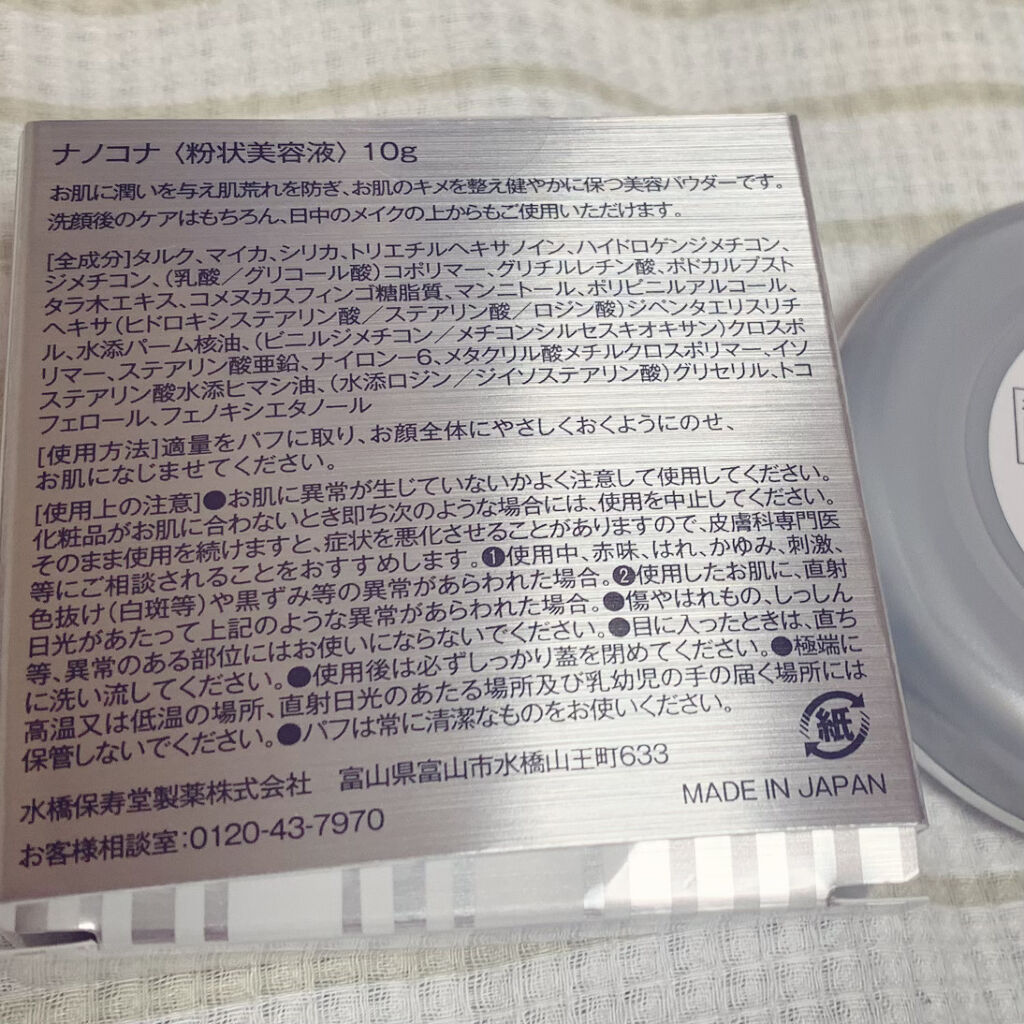 ナノコナ〈粉状美容液〉10g
お肌に潤いを与え肌荒れを防ぎ、お肌のキメを整え健やかに保つ美容パウダーです。
洗顔後のケアはもちろん、日中のメイクの上からもご使用いただけます。
[全成分]タルク、マイカ、シリカ、トリエチルヘキサノイン、ハイドロゲンジメチコン、
ジメチコン、(乳酸/グリコール酸)コポリマー、グリチルレチン酸、ポドカルプスト
タラ木エキス、コメヌカスフィンゴ糖脂質、マンニトール、ポリビニルアルコール、
ヘキサ(ヒドロキシステアリン酸/ステアリン酸/ロジン酸)ジペンタエリスリチ
ル、水添パーム核油、(ビニルジメチコン/メチコンシルセスキオキサン)クロスポ
リマー、ステアリン酸亜鉛、ナイロン-6、メタクリル酸メチルクロスポリマー、イソ
ステアリン酸水添ヒマシ油、(水添ロジン/ジイソステアリン酸)グリセリル、トコ
フェロール、フェノキシエタノール
[使用方法]適量をパフに取り、お顔全体にやさしくおくようにのせ、
お肌になじませてください。
[使用上の注意]●お肌に異常が生じていないかよく注意して使用してください。
化粧品がお肌に合わないとき即ち次のような場合には、使用を中止してください。
そのまま使用を続けますと、症状を悪化させることがありますので、皮膚科専門医
等にご相談されることをおすすめします。❶使用中、赤味、はれ、かゆみ、刺激、
色抜け(白斑等)や黒ずみ等の異常があらわれた場合。❷使用したお肌に、直射
日光があたって上記のような異常があらわれた場合。●傷やはれもの、しっしん
等、異常のある部位にはお使いにならないでください。●目に入ったときは、直ち
に洗い流してください。●使用後は必ずしっかり蓋を閉めてください。●極端に
高温又は低温の場所、直射日光のあたる場所及び乳幼児の手の届く場所には
保管しないでください。●パフは常に清潔なものをお使いください。
紙
水橋保寿堂製薬株式会社 富山県富山市水橋山王町633
お客様相談室:0120-43-7970
MADE IN JAPAN